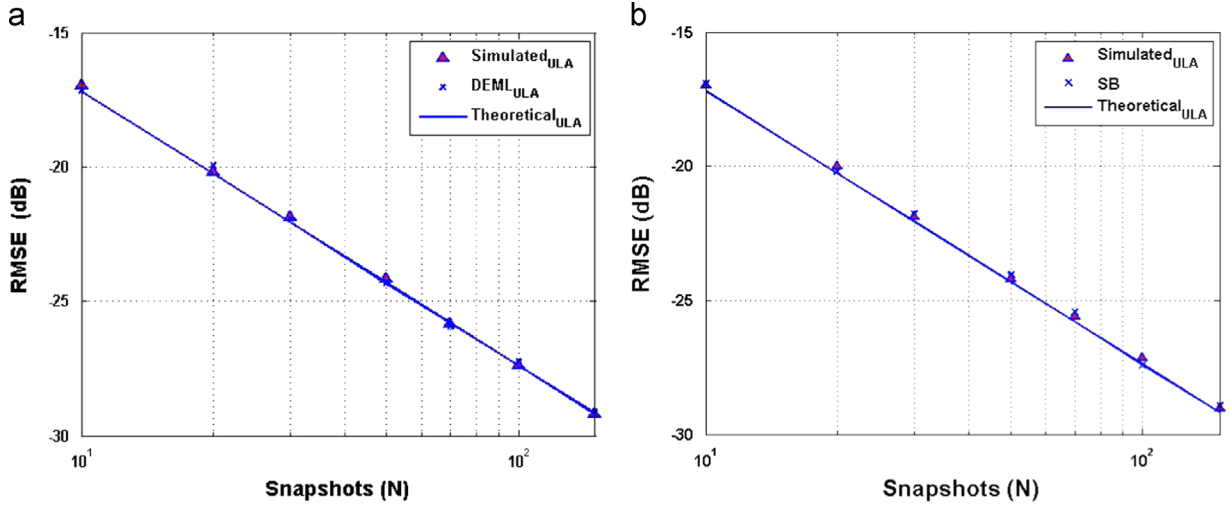 a
-15
-20
-25
-30
RMSE (dB)
Simulated_ULA
DEML_ULA
Theoretical_ULA
10^1
10^2
Snapshots (N)
b
-15
-20
-25
-30
RMSE (dB)
Simulated_ULA
SB
Theoretical_ULA
10^1
10^2
Snapshots (N)